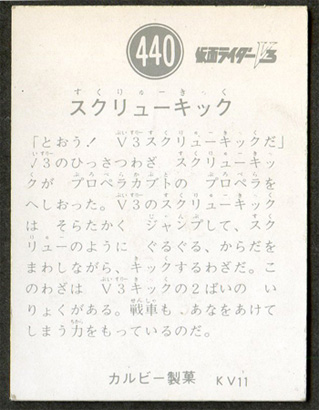 440 仮面ライダーV3
すくりゅーきっく
スクリューキック
「とおう! V3スクリューキックだ」
V3のひっさつわざ スクリューキッ
クが プロペラカブトの プロペラを
へしおった。V3のスクリューキック
は そらたかく ジャンプして、スク
リューのように ぐるぐる、からだを
まわしながら、キックするわざだ。こ
のわざは V3キックの2ばいの い
りょくがある。戦車も、あなをあけて
しまう力をもっているのだ。
カルビー製菓 KV11